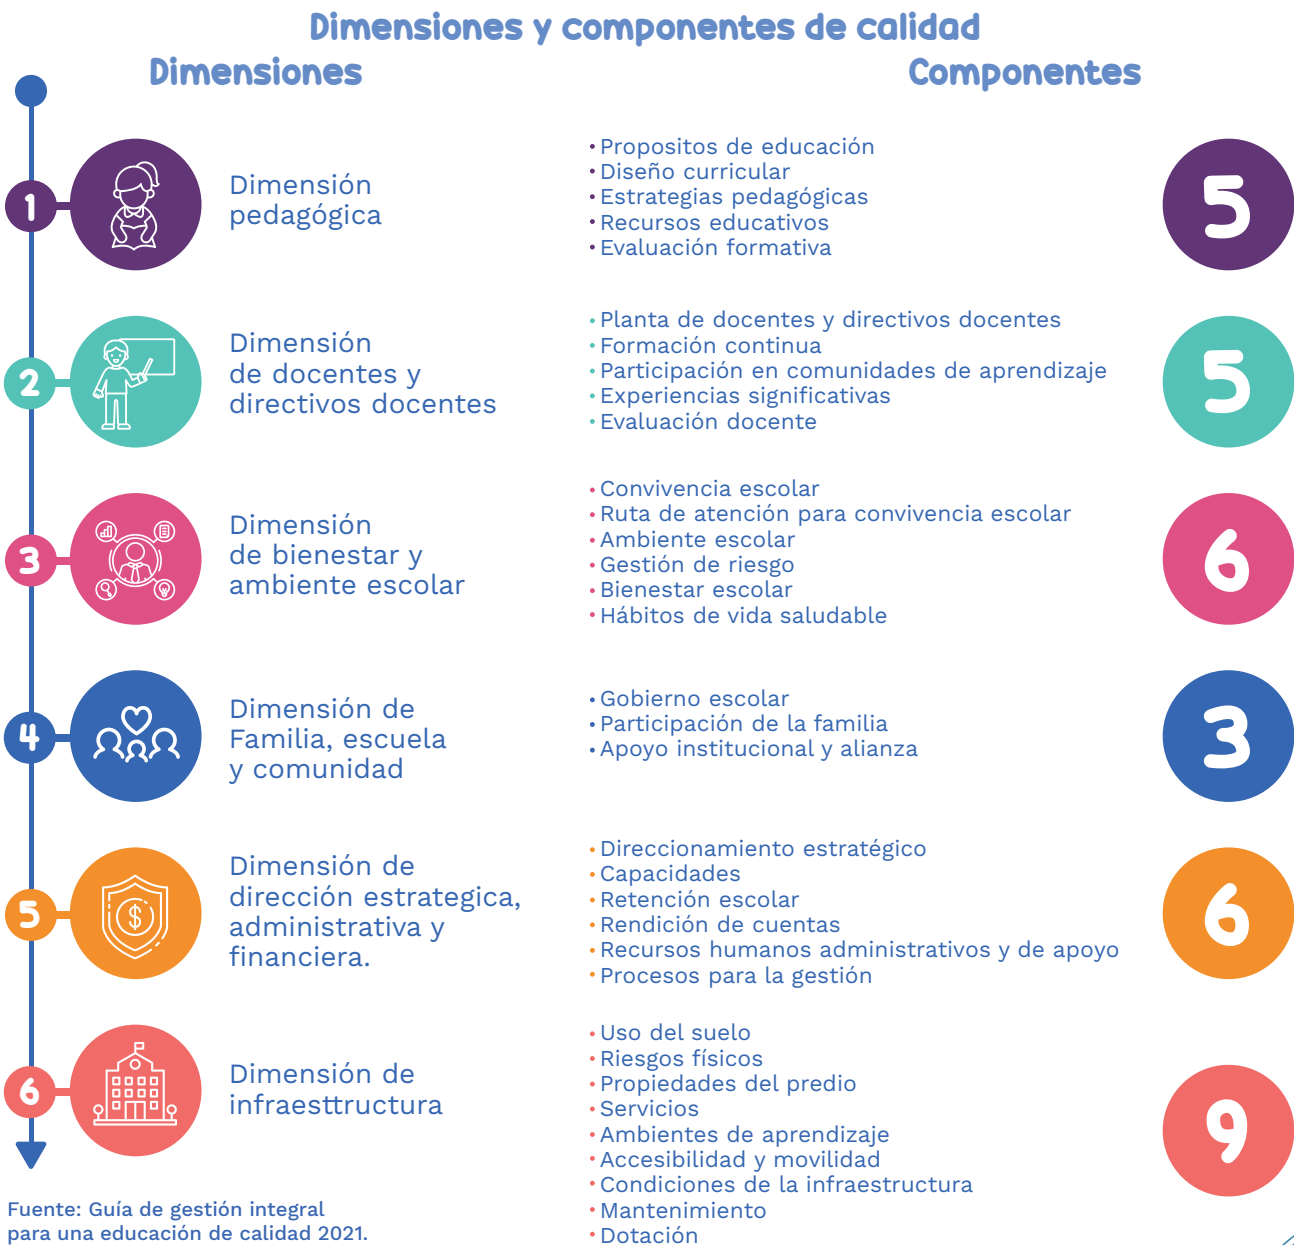 Dimensiones y componentes de calidad
Dimensiones
Componentes
1
Dimensión
pedagógica
• Propositos de educación
• Diseño curricular
• Estrategias pedagógicas
• Recursos educativos
• Evaluación formativa
5
2
Dimensión
de docentes y
directivos docentes
• Planta de docentes y directivos docentes
• Formación continua
• Participación en comunidades de aprendizaje
• Experiencias significativas
• Evaluación docente
5
3
Dimensión
de bienestar y
ambiente escolar
• Convivencia escolar
• Ruta de atención para convivencia escolar
• Ambiente escolar
• Gestión de riesgo
• Bienestar escolar
• Hábitos de vida saludable
6
4
Dimensión de
Familia, escuela
y comunidad
• Gobierno escolar
• Participación de la familia
• Apoyo institucional y alianza
3
5
$
Dimensión de
dirección estrategica,
administrativa y
financiera.
• Direccionamiento estratégico
• Capacidades
• Retención escolar
• Rendición de cuentas
• Recursos humanos administrativos y de apoyo
• Procesos para la gestión
6
6
Dimensión de
infraesttructura
• Uso del suelo
• Riesgos físicos
• Propiedades del predio
• Servicios
• Ambientes de aprendizaje
• Accesibilidad y movilidad
• Condiciones de la infraestructura
• Mantenimiento
• Dotación
9
Fuente: Guía de gestión integral
para una educación de calidad 2021.